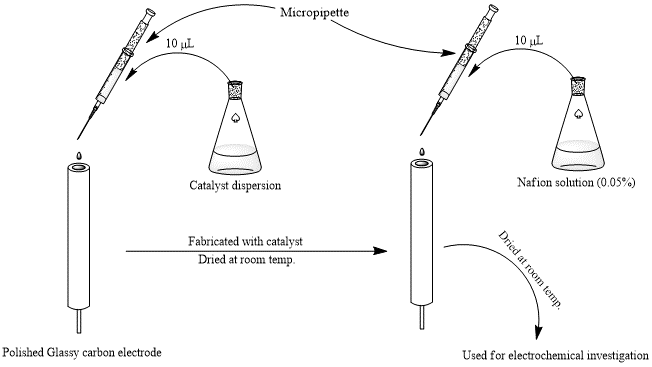 Micropipette
10 µL
10 µL
Catalyst dispersion
Nafion solution (0.05%)
Fabricated with catalyst
Dried at room temp.
Dried at room temp.
Polished Glassy carbon electrode
Used for electrochemical investigation